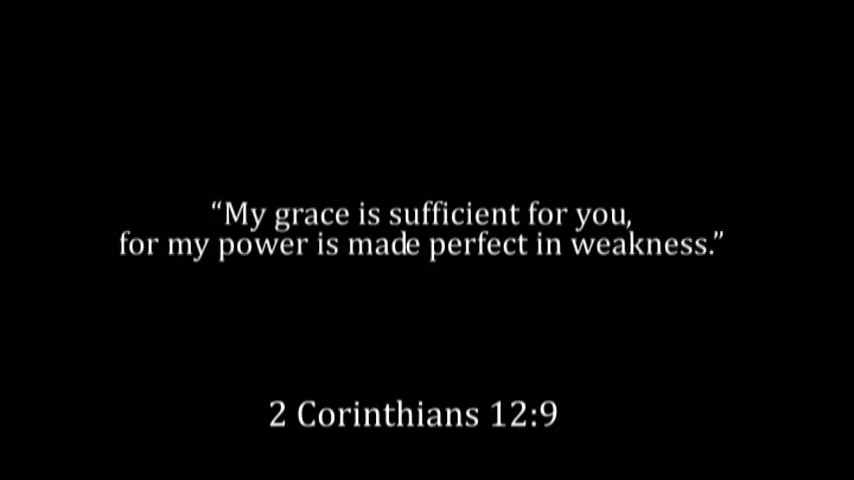 “My grace is sufficient for you,
for my power is made perfect in weakness.”
2 Corinthians 12:9